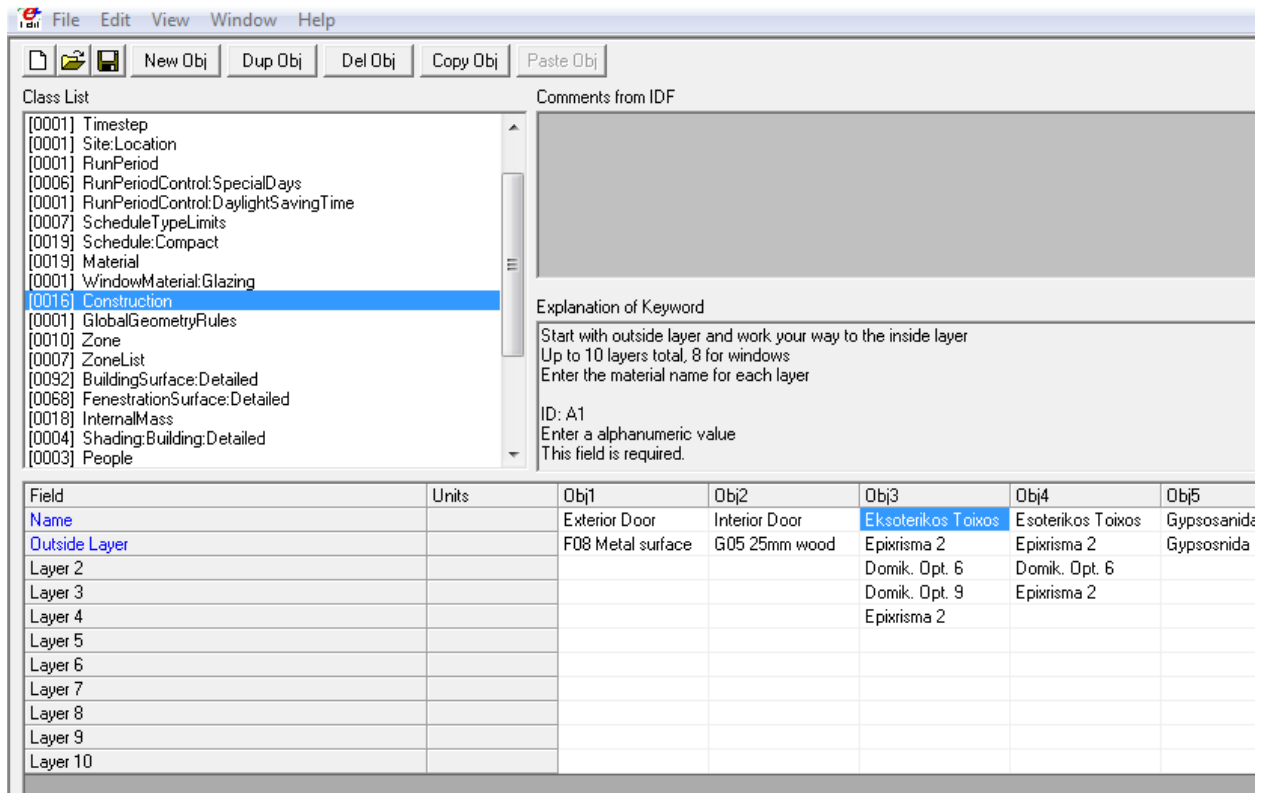 File Edit View Window Help
New Obj Dup Obj Del Obj Copy Obj Paste Obj
Class List
[0001] Timestep
[0001] Site:Location
[0001] RunPeriod
[0006] RunPeriodControl:SpecialDays
[0001] RunPeriodControl:DaylightSavingTime
[0007] ScheduleTypeLimits
[0019] Schedule:Compact
[0019] Material
[0001] WindowMaterial:Glazing
[0016] Construction
[0001] GlobalGeometryRules
[0010] Zone
[0007] ZoneList
[0092] BuildingSurface:Detailed
[0068] FenestrationSurface:Detailed
[0018] InternalMass
[0004] Shading:Building:Detailed
[0003] People
Comments from IDF
Explanation of Keyword
Start with outside layer and work your way to the inside layer
Up to 10 layers total, 8 for windows
Enter the material name for each layer
ID: A1
Enter a alphanumeric value
This field is required.
Field Units Obj1 Obj2 Obj3 Obj4 Obj5
Name Exterior Door Interior Door Eksoterikos Toixos Esoterikos Toixos Gypsosanida
Outside Layer F08 Metal surface G05 25mm wood Epixrisma 2 Epixrisma 2 Gypsosnida
Layer 2 Domik. Opt. 6 Domik. Opt. 6
Layer 3 Domik. Opt. 9 Epixrisma 2
Layer 4 Epixrisma 2
Layer 5
Layer 6
Layer 7
Layer 8
Layer 9
Layer 10